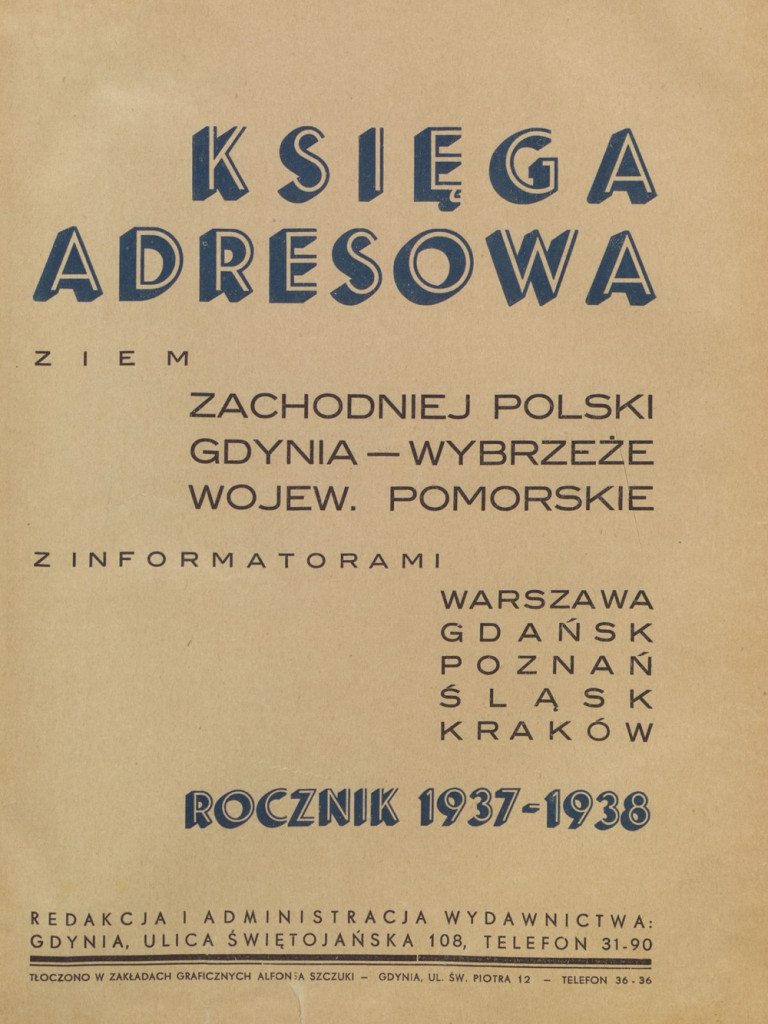 KSIĘGA
ADRESOWA
ZIEM
ZACHODNIEJ POLSKI
GDYNIA — WYBRZEŻE
WOJEW. POMORSKIE
Z INFORMATORAMI
WARSZAWA
GDAŃSK
POZNAŃ
ŚLĄSK
KRAKÓW
ROCZNIK 1937-1938
REDAKCJA I ADMINISTRACJA WYDAWNICTWA:
GDYNIA, ULICA ŚWIĘTOJAŃSKA 108, TELEFON 31-90
TŁOCZONO W ZAKŁADACH GRAFICZNYCH ALFONSA SZCZUKI – GDYNIA, UL. ŚW. PIOTRA 12 – TELEFON 36-36